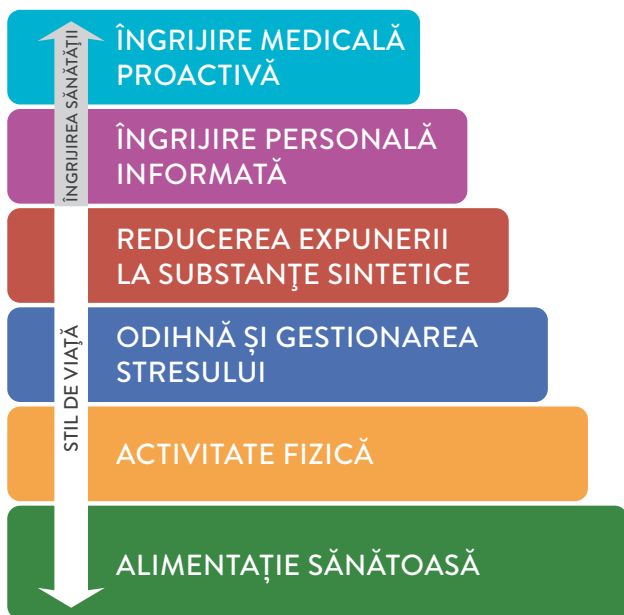 ÎNGRIJIRE MEDICALĂ
PROACTIVĂ
ÎNGRIJIRE PERSONALĂ
INFORMATĂ
REDUCEREA EXPUNERII
LA SUBSTANŢE SINTETICE
ODIHNĂ ȘI GESTIONAREA
STRESULUI
ACTIVITATE FIZICĂ
ALIMENTAȚIE SĂNĂTOASĂ
ÎNGRIJIREA SĂNĂTĂȚII
STIL DE VIAȚĂ